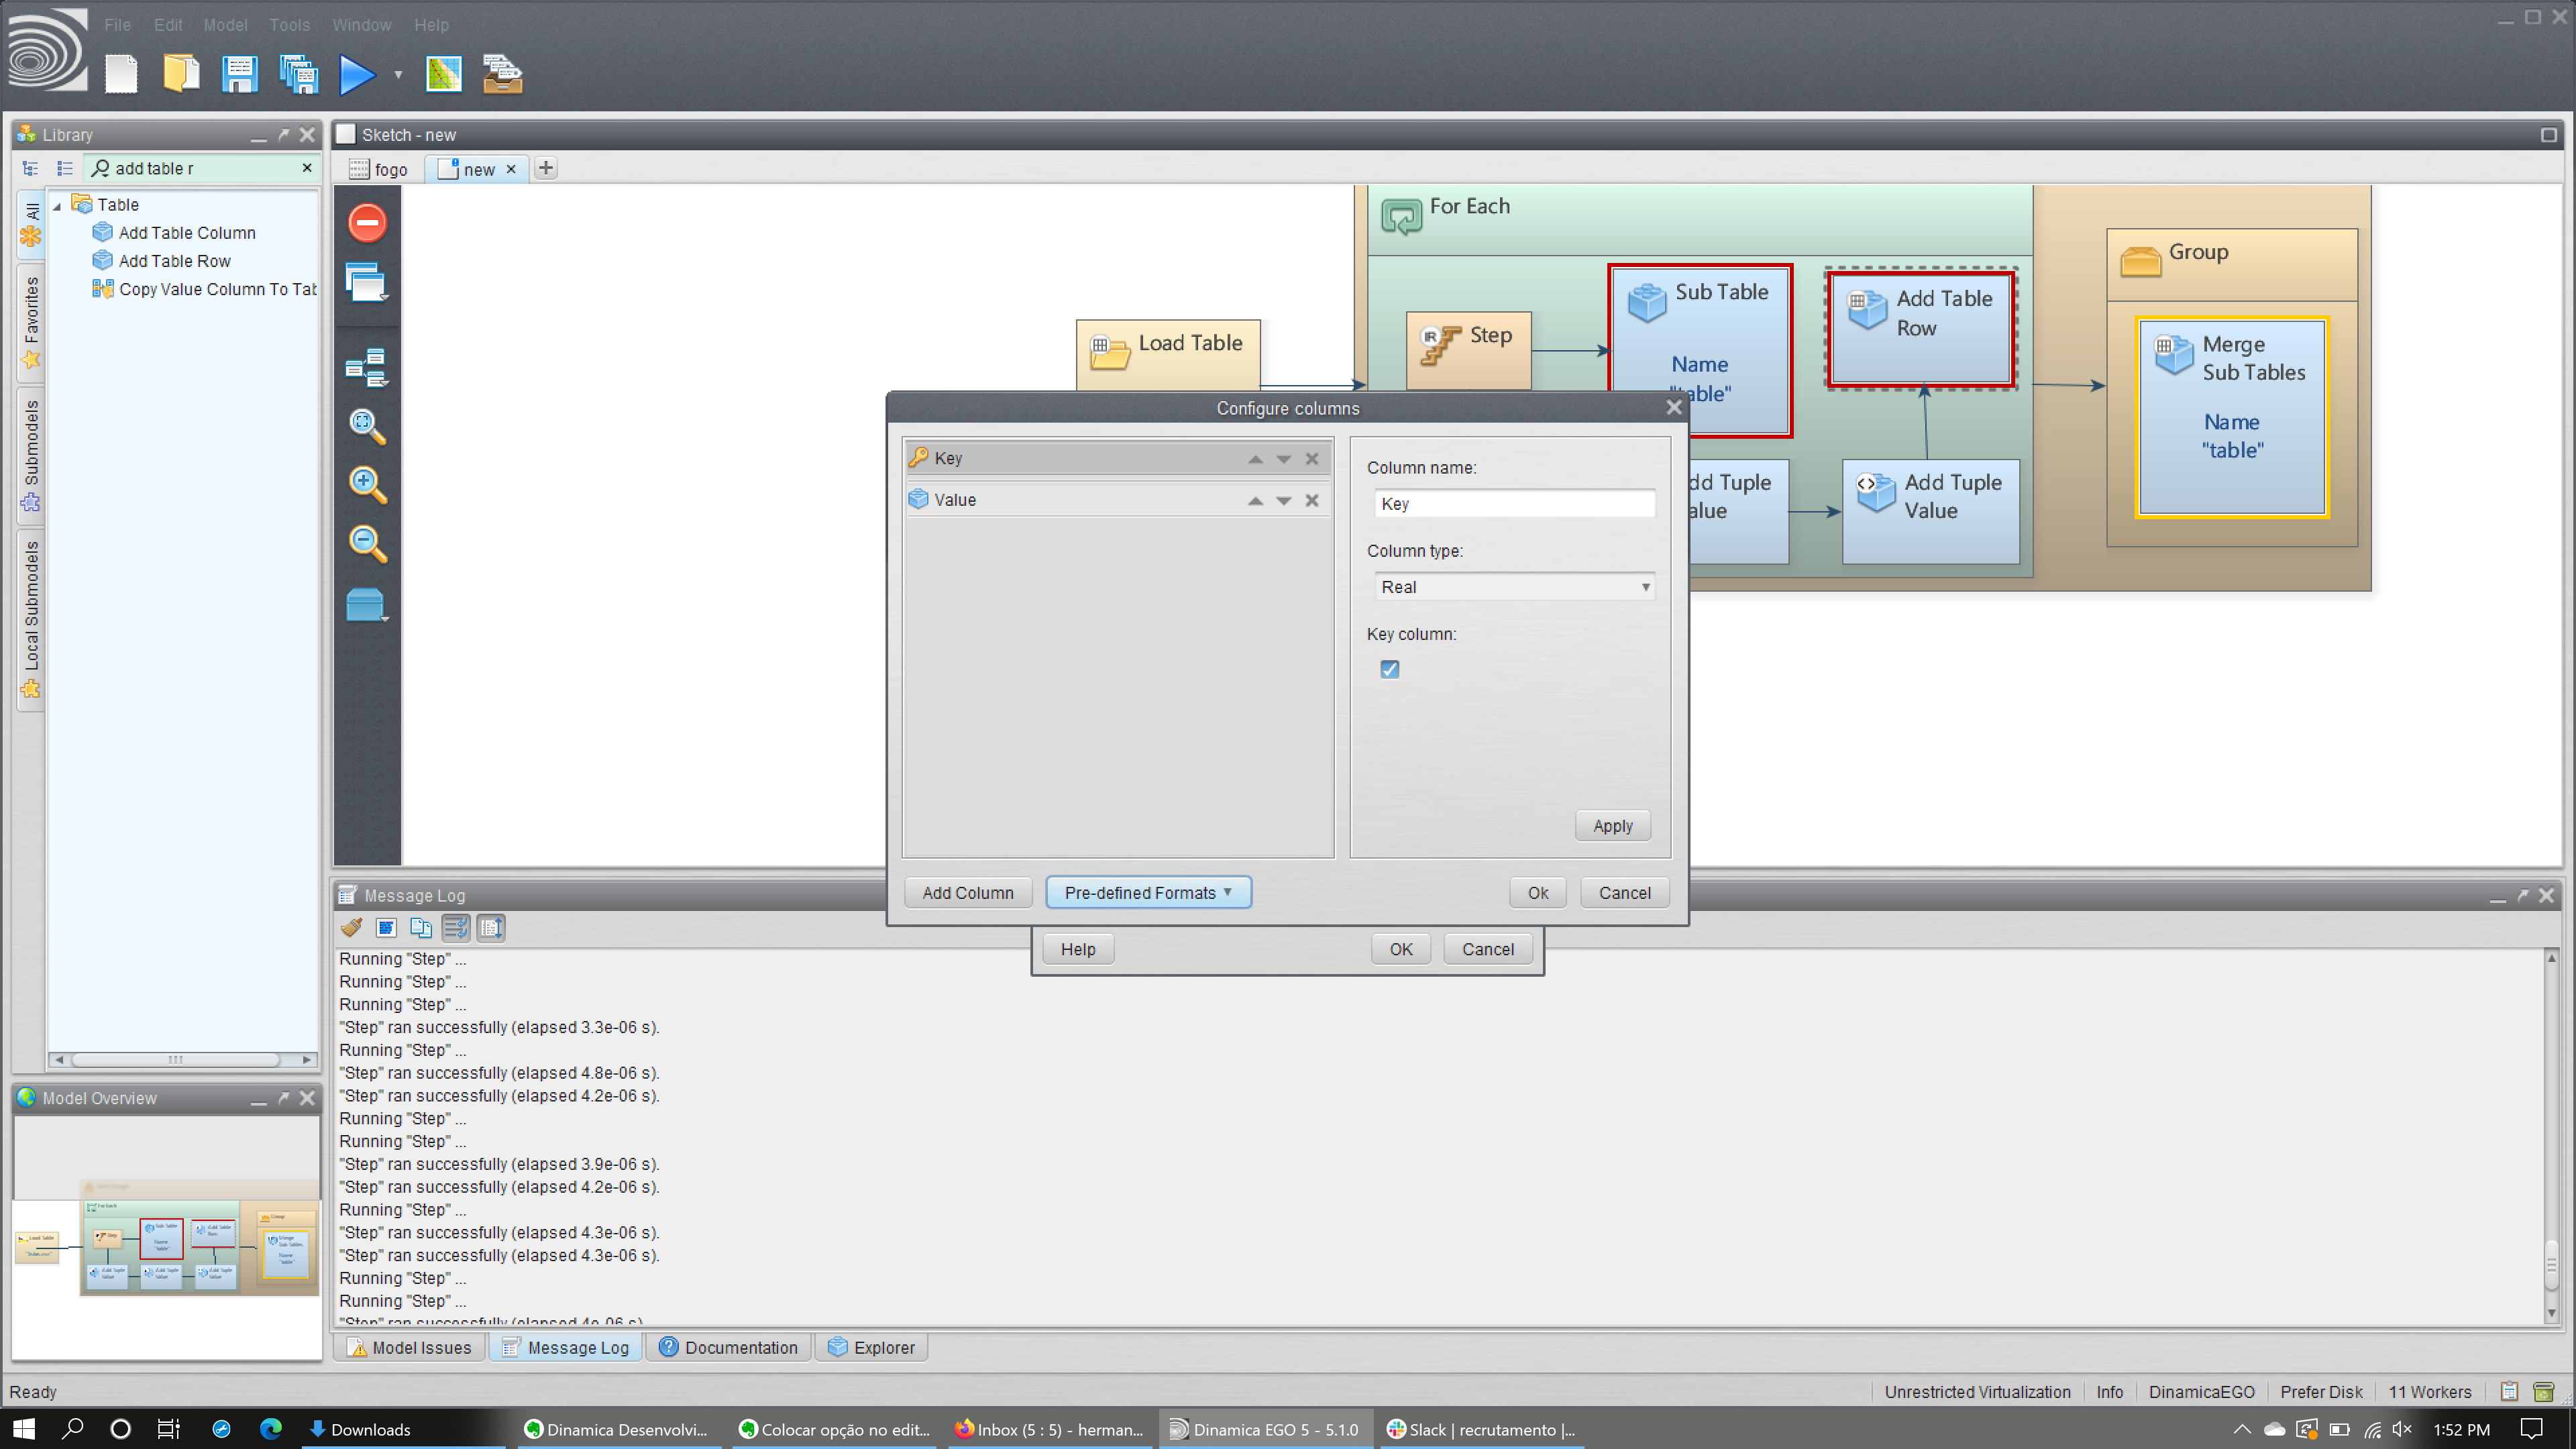 File Edit Model Tools Window Help
Library
add table r
Table
Add Table Column
Add Table Row
Copy Value Column To Tab
All
Favorites
Submodels
Local Submodels
Sketch - new
fogo
new
For Each
Load Table
Step
Sub Table
Name
"table"
Add Table
Row
dd Tuple
alue
Add Tuple
Value
Group
Merge
Sub Tables
Name
"table"
Configure columns
Key
Value
Column name:
Key
Column type:
Real
Key column:
Apply
Add Column
Pre-defined Formats
Ok
Cancel
Help
OK
Cancel
Message Log
Running "Step" ...
Running "Step" ...
Running "Step" ...
"Step" ran successfully (elapsed 3.3e-06 s).
Running "Step" ...
"Step" ran successfully (elapsed 4.8e-06 s).
"Step" ran successfully (elapsed 4.2e-06 s).
Running "Step" ...
Running "Step" ...
"Step" ran successfully (elapsed 3.9e-06 s).
"Step" ran successfully (elapsed 4.2e-06 s).
Running "Step" ...
"Step" ran successfully (elapsed 4.3e-06 s).
"Step" ran successfully (elapsed 4.3e-06 s).
Running "Step" ...
Running "Step" ...
"Step" ran successfully (elapsed 4e-06 s).
Model Overview
Model Issues
Message Log
Documentation
Explorer
Ready
Unrestricted Virtualization
Info
DinamicaEGO
Prefer Disk
11 Workers
Downloads
Dinamica Desenvolvi...
Colocar opção no edit...
Inbox (5 : 5) - herman...
Dinamica EGO 5 - 5.1.0
Slack | recrutamento |...
1:52 PM